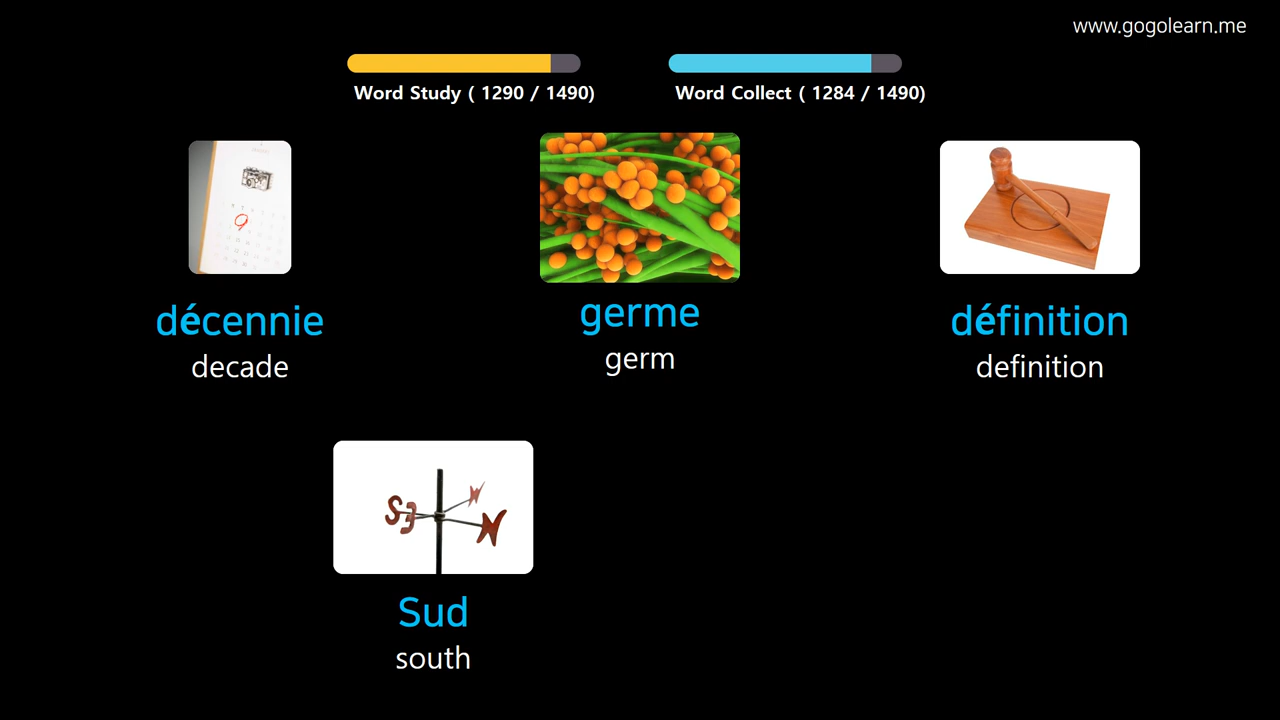 www.gogolearn.me
Word Study ( 1290 / 1490)
Word Collect ( 1284 / 1490)
décennie
decade
germe
germ
définition
definition
Sud
south